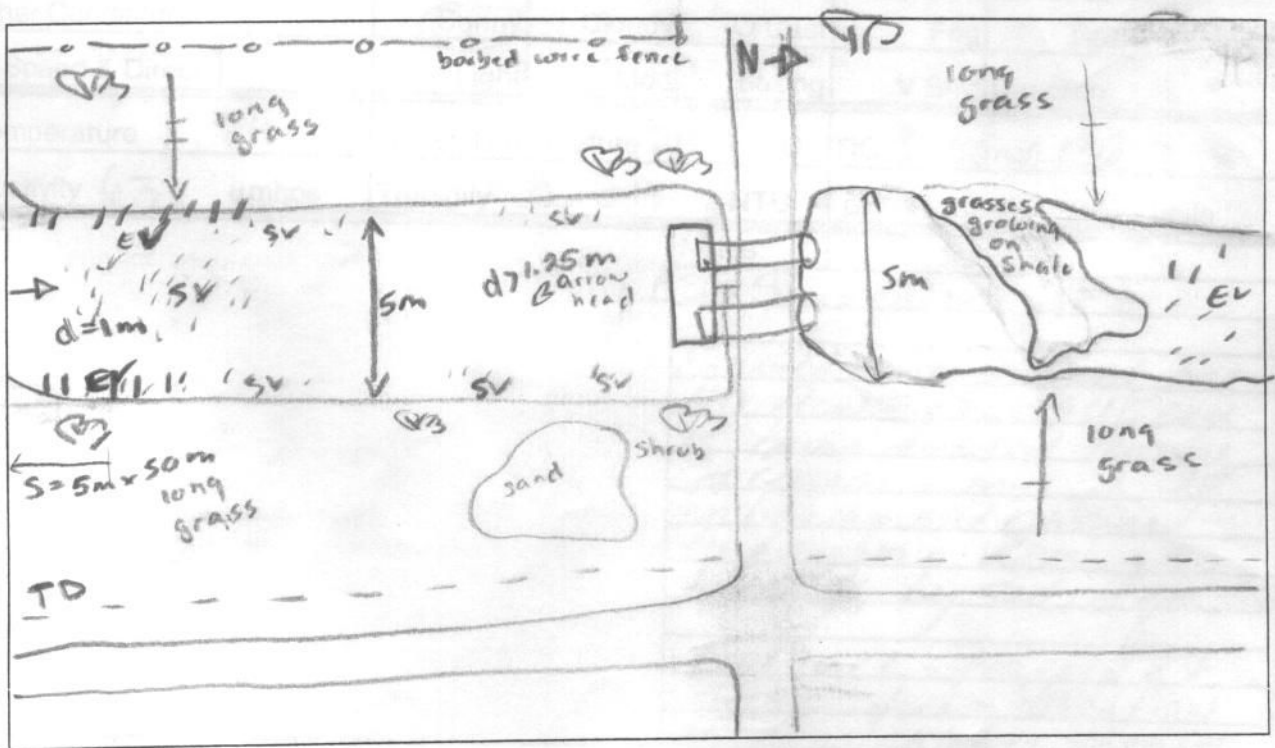 barbed wire fence
N
long
grass
long
grass
EV
SV
SV
SV
d = 1m
5m
d > 1.25m
arrow
head
5m
grasses
growing
on
Shale
EV
EV
SV
SV
SV
S = 5m x 50m
long
grass
sand
Shrub
long
grass
TD